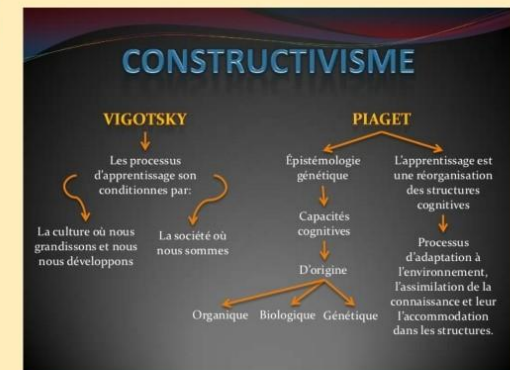 CONSTRUCTIVISME
VIGOTSKY
Les processus
d'apprentissage son
conditionnes par:
La culture où nous
grandissons et nous
nous développons
La société où
nous sommes
PIAGET
Épistémologie
génétique
Capacités
cognitives
D'origine
Organique
Biologique
Génétique
L'apprentissage est
une réorganisation
des structures
cognitives
Processus
d'adaptation à
l'environnement,
l'assimilation de la
connaissance et leur
l'accommodation
dans les structures.